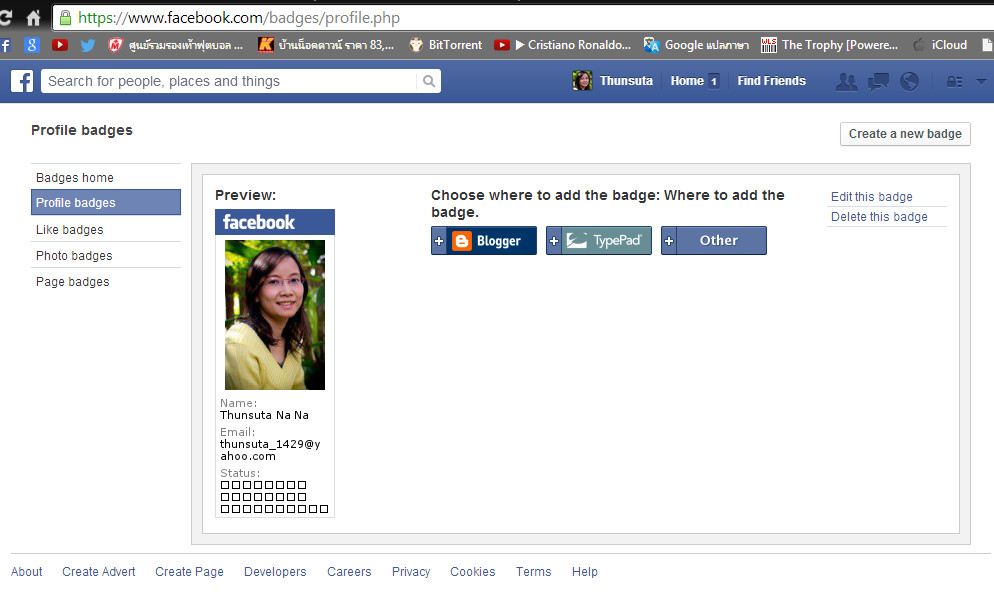 https://www.facebook.com/badges/profile.php
ศูนย์รวมรองเท้าฟุตบอล ... บ้านน็อคดาวน์ ราคา 83,... BitTorrent ▶ Cristiano Ronaldo... Google แปลภาษา The Trophy [Powere... iCloud
Search for people, places and things Thunsuta Home 1 Find Friends
Profile badges
Create a new badge
Badges home
Profile badges
Like badges
Photo badges
Page badges
Preview:
facebook
Name:
Thunsuta Na Na
Email:
thunsuta_1429@y
ahoo.com
Status:
Choose where to add the badge: Where to add the
badge.
+ Blogger + TypePad + Other
Edit this badge
Delete this badge
About Create Advert Create Page Developers Careers Privacy Cookies Terms Help